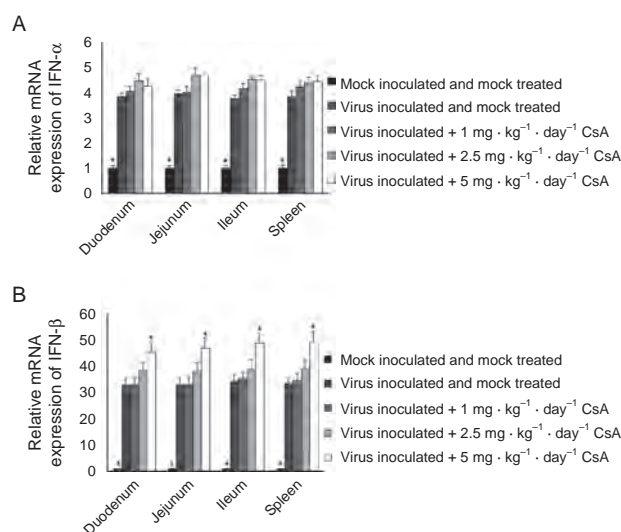 A
Relative mRNA
expression of IFN-α
6
5
4
3
2
1
0
Duodenum
Jejunum
Ileum
Spleen
Mock inoculated and mock treated
Virus inoculated and mock treated
Virus inoculated + 1 mg · kg⁻¹ · day⁻¹ CsA
Virus inoculated + 2.5 mg · kg⁻¹ · day⁻¹ CsA
Virus inoculated + 5 mg · kg⁻¹ · day⁻¹ CsA
B
Relative mRNA
expression of IFN-β
60
50
40
30
20
10
0
Duodenum
Jejunum
Ileum
Spleen
Mock inoculated and mock treated
Virus inoculated and mock treated
Virus inoculated + 1 mg · kg⁻¹ · day⁻¹ CsA
Virus inoculated + 2.5 mg · kg⁻¹ · day⁻¹ CsA
Virus inoculated + 5 mg · kg⁻¹ · day⁻¹ CsA